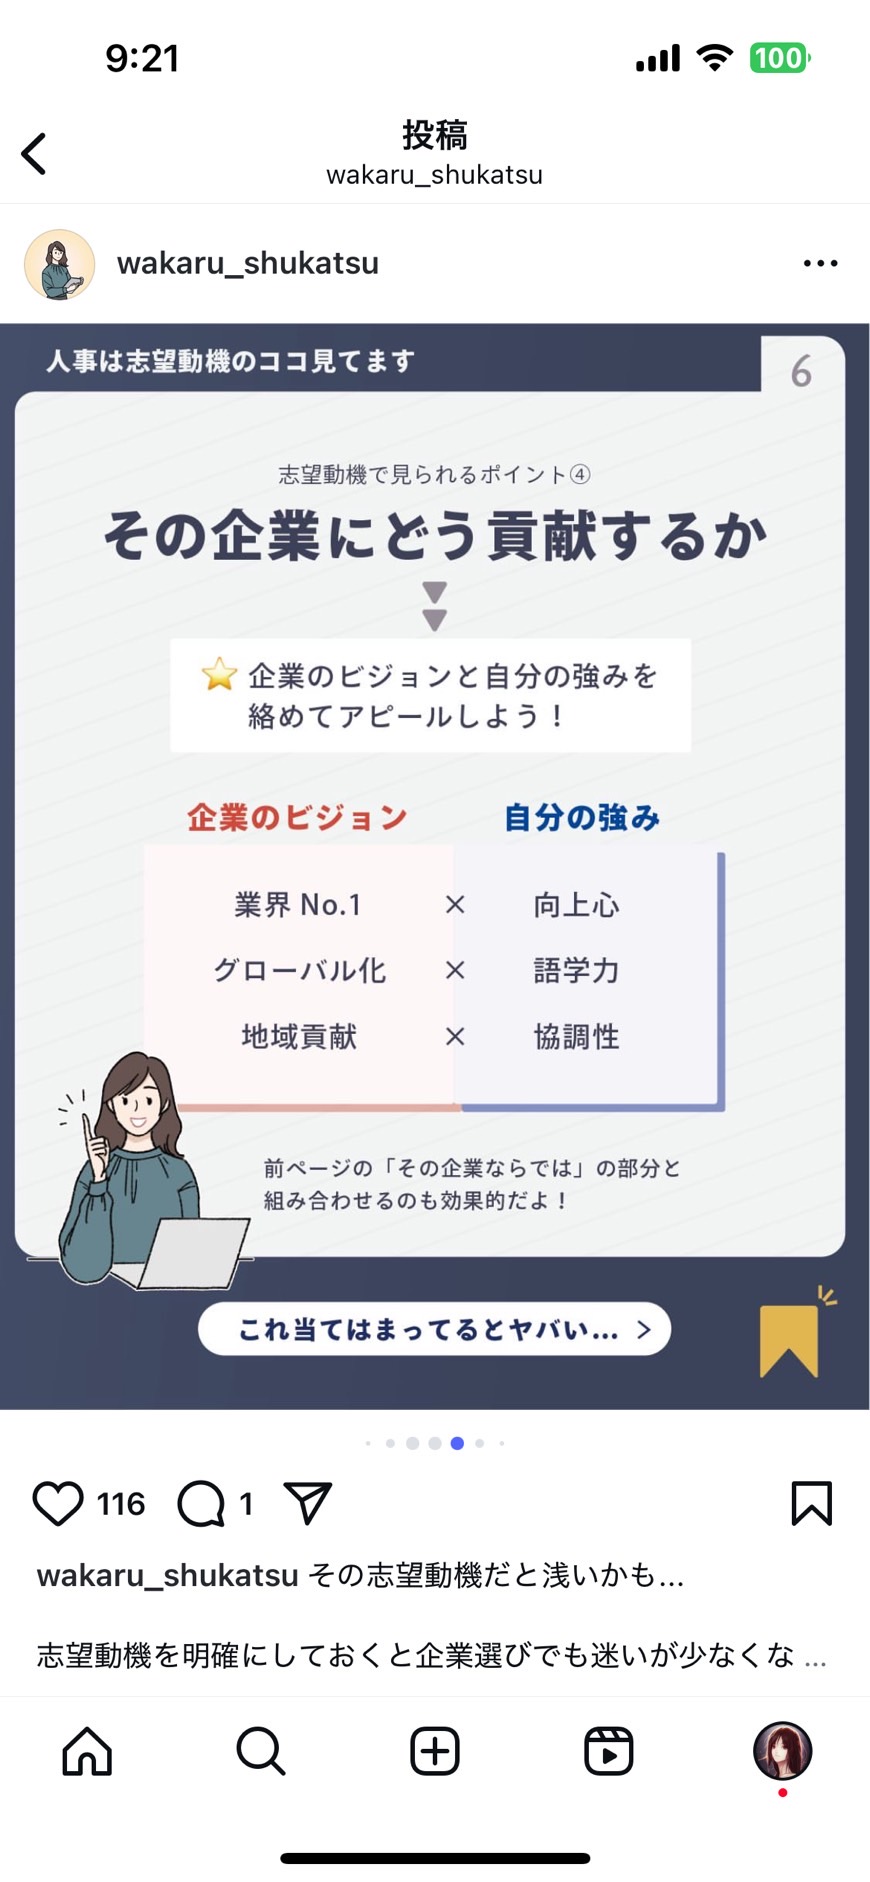 9:21
100
投稿
wakaru_shukatsu
wakaru_shukatsu
人事は志望動機のココ見てます
6
志望動機で見られるポイント④
その企業にどう貢献するか
企業のビジョンと自分の強みを
絡めてアピールしよう！
企業のビジョン 自分の強み
業界 No.1 × 向上心
グローバル化 × 語学力
地域貢献 × 協調性
前ページの「その企業ならでは」の部分と
組み合わせるのも効果的だよ！
これ当てはまってるとヤバい… >
116 1
wakaru_shukatsu その志望動機だと浅いかも…
志望動機を明確にしておくと企業選びでも迷いが少なくな ...